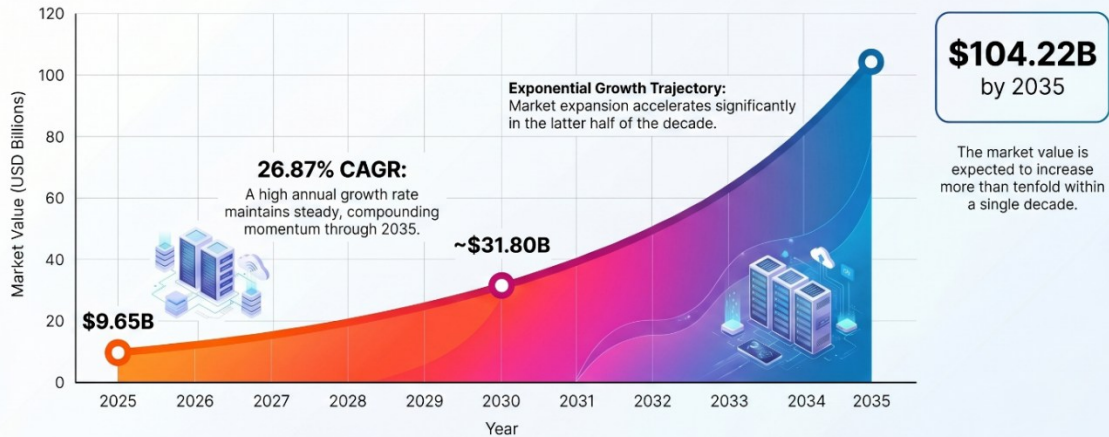 120
100
80
60
40
20
0
Market Value (USD Billions)
$9.65B
26.87% CAGR:
A high annual growth rate
maintains steady, compounding
momentum through 2035.
~$31.80B
Exponential Growth Trajectory:
Market expansion accelerates significantly
in the latter half of the decade.
2025 2026 2027 2028 2029 2030 2031 2032 2033 2034 2035
Year
$104.22B
by 2035
The market value is
expected to increase
more than tenfold within
a single decade.